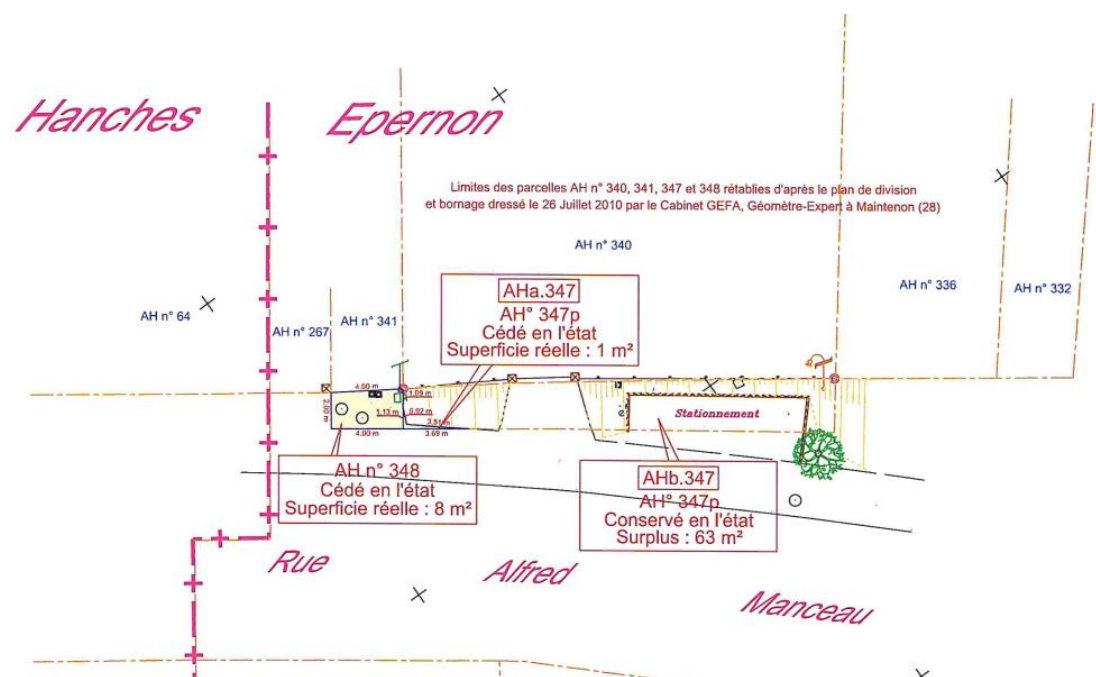 Hanches
Epernon
Limites des parcelles AH n° 340, 341, 347 et 348 rétablies d'après le plan de division
et bornage dressé le 26 Juillet 2010 par le Cabinet GEFA, Géomètre-Expert à Maintenon (28)
AH n° 340
AH n° 336
AH n° 332
AH n° 64
AH n° 267
AH n° 341
AHa.347
AH° 347p
Cédé en l'état
Superficie réelle : 1 m²
4.00 m
1.09 m
2.00 m
1.13 m
0.92 m
3.51 m
4.00 m
3.69 m
Stationnement
AH n° 348
Cédé en l'état
Superficie réelle : 8 m²
AHb.347
AH° 347p
Conservé en l'état
Surplus : 63 m²
Rue
Alfred
Manceau